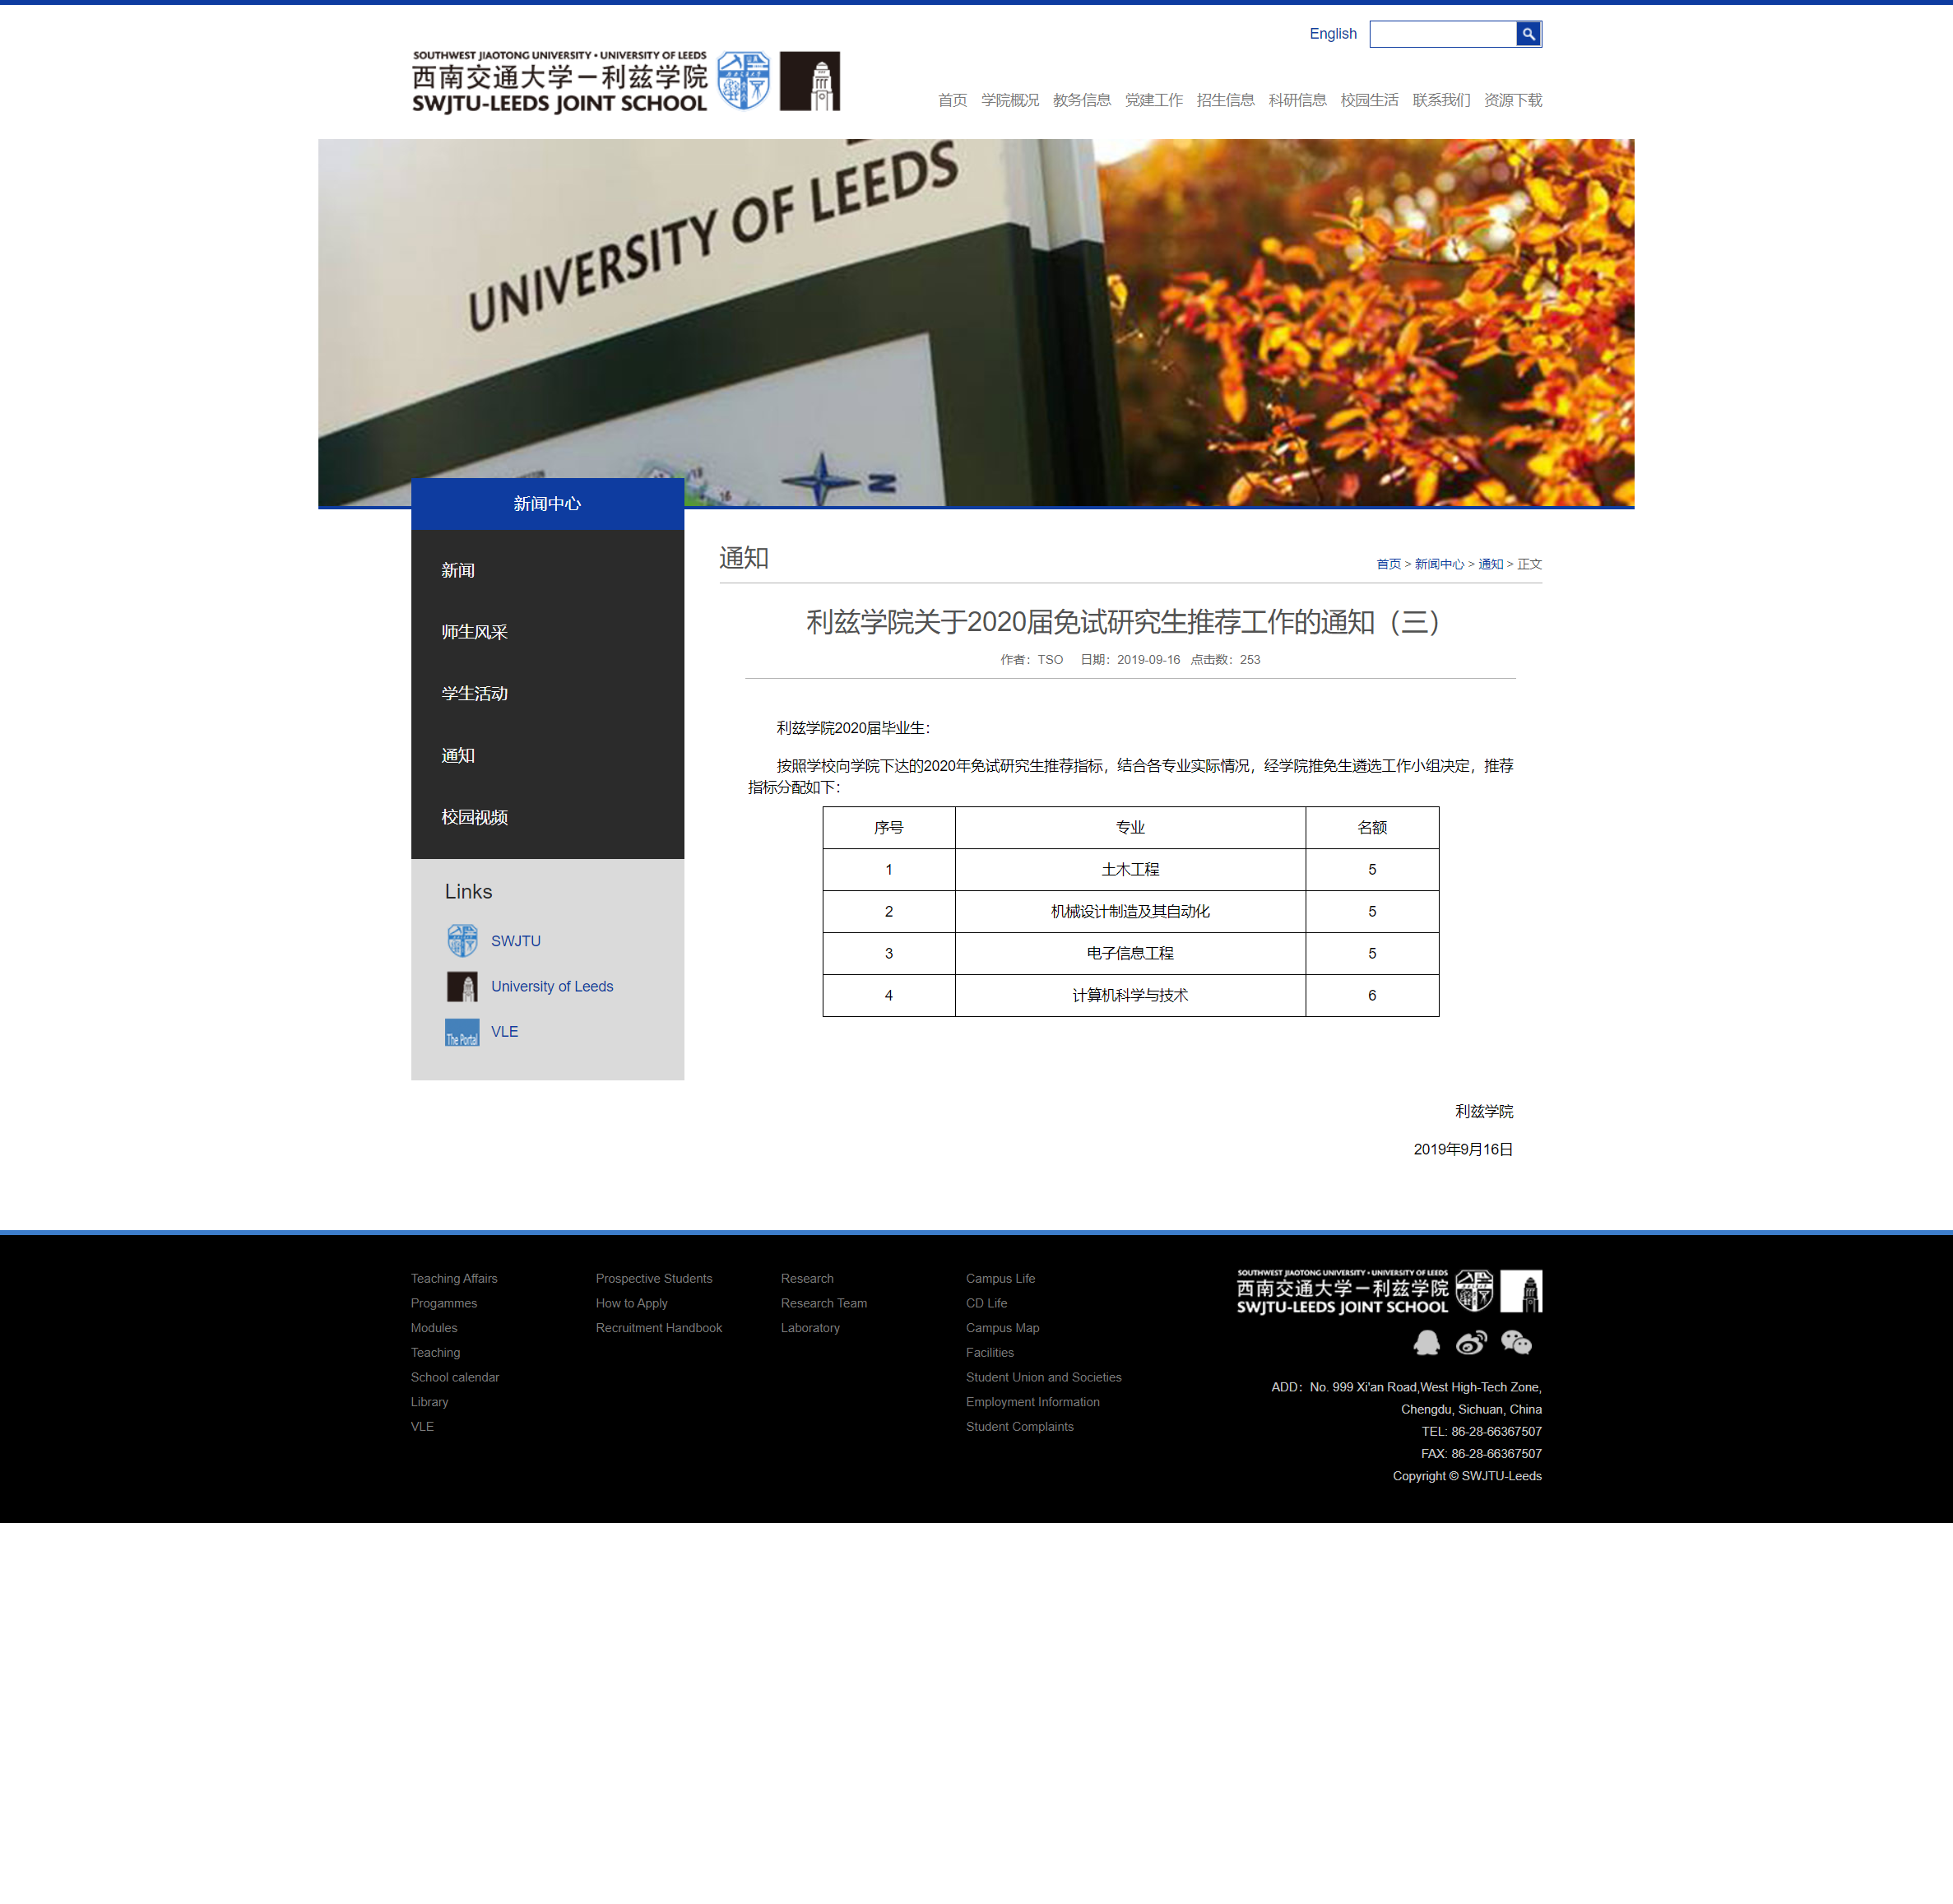 English
SOUTHWEST JIAOTONG UNIVERSITY • UNIVERSITY OF LEEDS
西南交通大学－利兹学院
SWJTU-LEEDS JOINT SCHOOL
首页 学院概况 教务信息 党建工作 招生信息 科研信息 校园生活 联系我们 资源下载
UNIVERSITY OF LEEDS
18
16
N
新闻中心
新闻
师生风采
学生活动
通知
校园视频
Links
SWJTU
University of Leeds
The Portal
VLE
通知
首页 > 新闻中心 > 通知 > 正文
利兹学院关于2020届免试研究生推荐工作的通知（三）
作者：TSO 日期：2019-09-16 点击数：253
利兹学院2020届毕业生：
按照学校向学院下达的2020年免试研究生推荐指标，结合各专业实际情况，经学院推免生遴选工作小组决定，推荐
指标分配如下：
序号 专业 名额
1 土木工程 5
2 机械设计制造及其自动化 5
3 电子信息工程 5
4 计算机科学与技术 6
利兹学院
2019年9月16日
Teaching Affairs
Progammes
Modules
Teaching
School calendar
Library
VLE
Prospective Students
How to Apply
Recruitment Handbook
Research
Research Team
Laboratory
Campus Life
CD Life
Campus Map
Facilities
Student Union and Societies
Employment Information
Student Complaints
SOUTHWEST JIAOTONG UNIVERSITY • UNIVERSITY OF LEEDS
西南交通大学－利兹学院
SWJTU-LEEDS JOINT SCHOOL
ADD：No. 999 Xi'an Road,West High-Tech Zone,
Chengdu, Sichuan, China
TEL: 86-28-66367507
FAX: 86-28-66367507
Copyright © SWJTU-Leeds